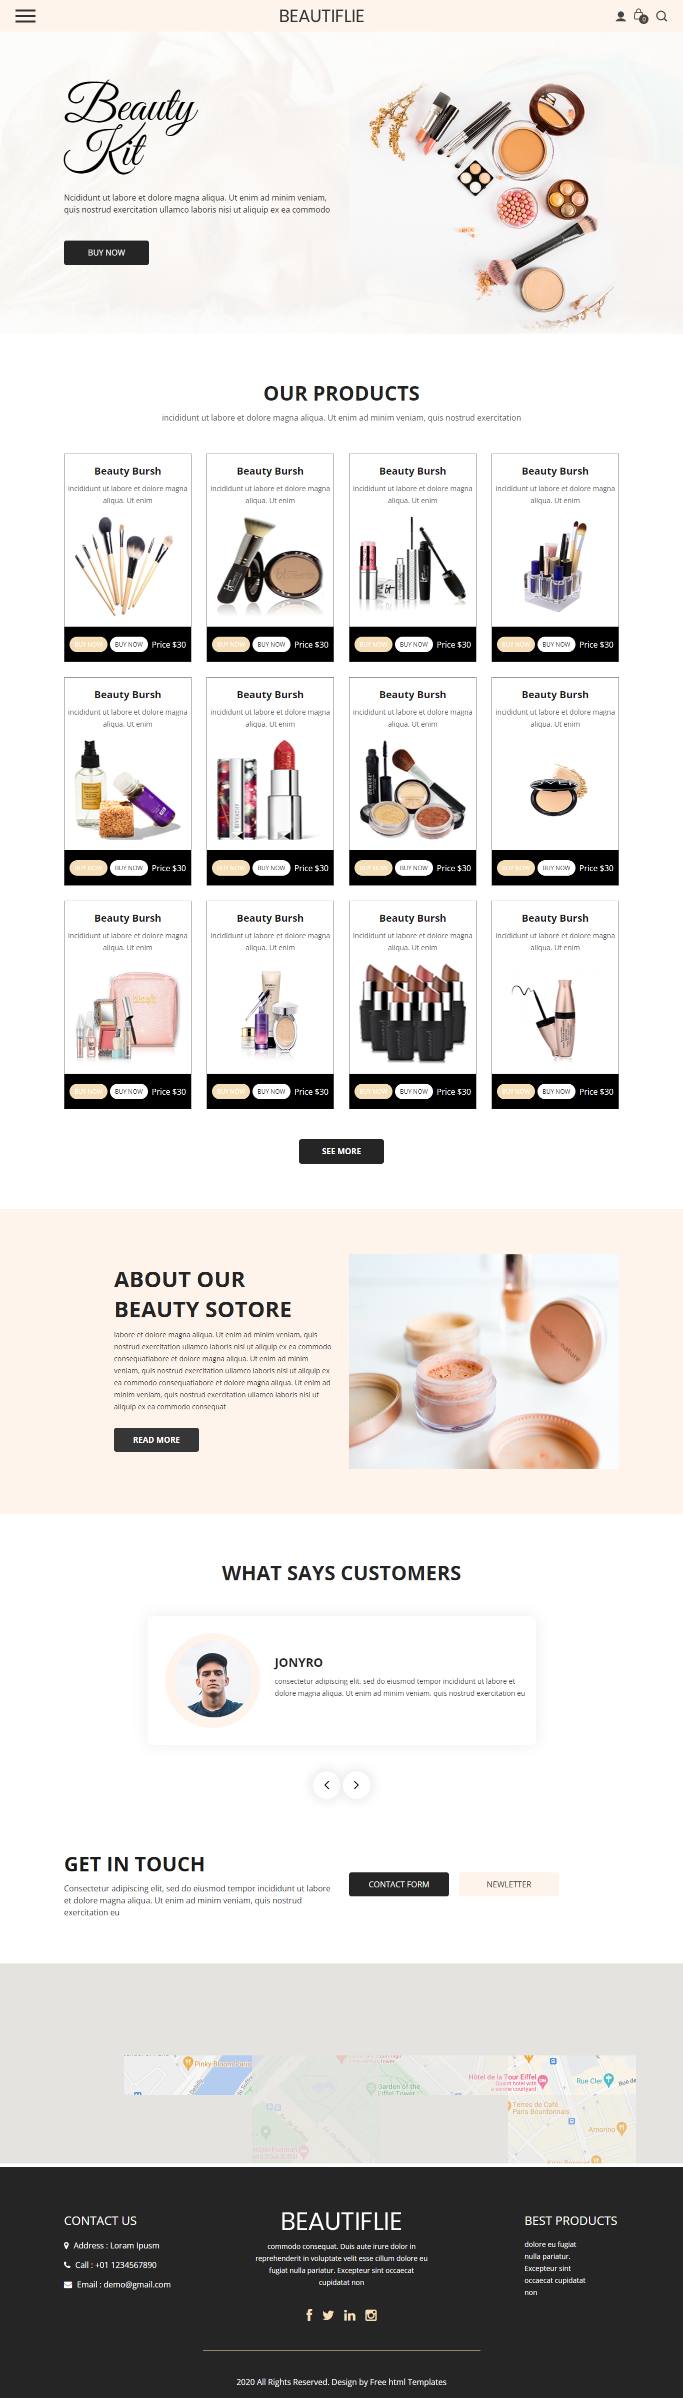 BEAUTIFLIE
0
Beauty
Kit
Ncididunt ut labore et dolore magna aliqua. Ut enim ad minim veniam,
quis nostrud exercitation ullamco laboris nisi ut aliquip ex ea commodo
BUY NOW
OUR PRODUCTS
incididunt ut labore et dolore magna aliqua. Ut enim ad minim veniam, quis nostrud exercitation
Beauty Bursh Beauty Bursh Beauty Bursh Beauty Bursh
incididunt ut labore et dolore magna incididunt ut labore et dolore magna incididunt ut labore et dolore magna incididunt ut labore et dolore magna
aliqua. Ut enim aliqua. Ut enim aliqua. Ut enim aliqua. Ut enim
BUY NOW BUY NOW Price $30 BUY NOW BUY NOW Price $30 BUY NOW BUY NOW Price $30 BUY NOW BUY NOW Price $30
Beauty Bursh Beauty Bursh Beauty Bursh Beauty Bursh
incididunt ut labore et dolore magna incididunt ut labore et dolore magna incididunt ut labore et dolore magna incididunt ut labore et dolore magna
aliqua. Ut enim aliqua. Ut enim aliqua. Ut enim aliqua. Ut enim
BUY NOW BUY NOW Price $30 BUY NOW BUY NOW Price $30 BUY NOW BUY NOW Price $30 BUY NOW BUY NOW Price $30
Beauty Bursh Beauty Bursh Beauty Bursh Beauty Bursh
incididunt ut labore et dolore magna incididunt ut labore et dolore magna incididunt ut labore et dolore magna incididunt ut labore et dolore magna
aliqua. Ut enim aliqua. Ut enim aliqua. Ut enim aliqua. Ut enim
BUY NOW BUY NOW Price $30 BUY NOW BUY NOW Price $30 BUY NOW BUY NOW Price $30 BUY NOW BUY NOW Price $30
SEE MORE
ABOUT OUR
BEAUTY SOTORE
labore et dolore magna aliqua. Ut enim ad minim veniam, quis
nostrud exercitation ullamco laboris nisi ut aliquip ex ea commodo
consequatlabore et dolore magna aliqua. Ut enim ad minim
veniam, quis nostrud exercitation ullamco laboris nisi ut aliquip ex
ea commodo consequatlabore et dolore magna aliqua. Ut enim ad
minim veniam, quis nostrud exercitation ullamco laboris nisi ut
aliquip ex ea commodo consequat
READ MORE
WHAT SAYS CUSTOMERS
JONYRO
consectetur adipiscing elit, sed do eiusmod tempor incididunt ut labore et
dolore magna aliqua. Ut enim ad minim veniam, quis nostrud exercitation eu
GET IN TOUCH
Consectetur adipiscing elit, sed do eiusmod tempor incididunt ut labore
et dolore magna aliqua. Ut enim ad minim veniam, quis nostrud
exercitation eu
CONTACT FORM
NEWLETTER
Hôtel de la Tour Eiffel
Rue Cler
Garden of the
Eiffel Tower
Terres de Café
Paris Bourdonnais
Amorino
CONTACT US
Address : Loram Ipusm
Call : +01 1234567890
Email : demo@gmail.com
BEAUTIFLIE
commodo consequat. Duis aute irure dolor in
reprehenderit in voluptate velit esse cillum dolore eu
fugiat nulla pariatur. Excepteur sint occaecat
cupidatat non
BEST PRODUCTS
dolore eu fugiat
nulla pariatur.
Excepteur sint
occaecat cupidatat
non
2020 All Rights Reserved. Design by Free html Templates